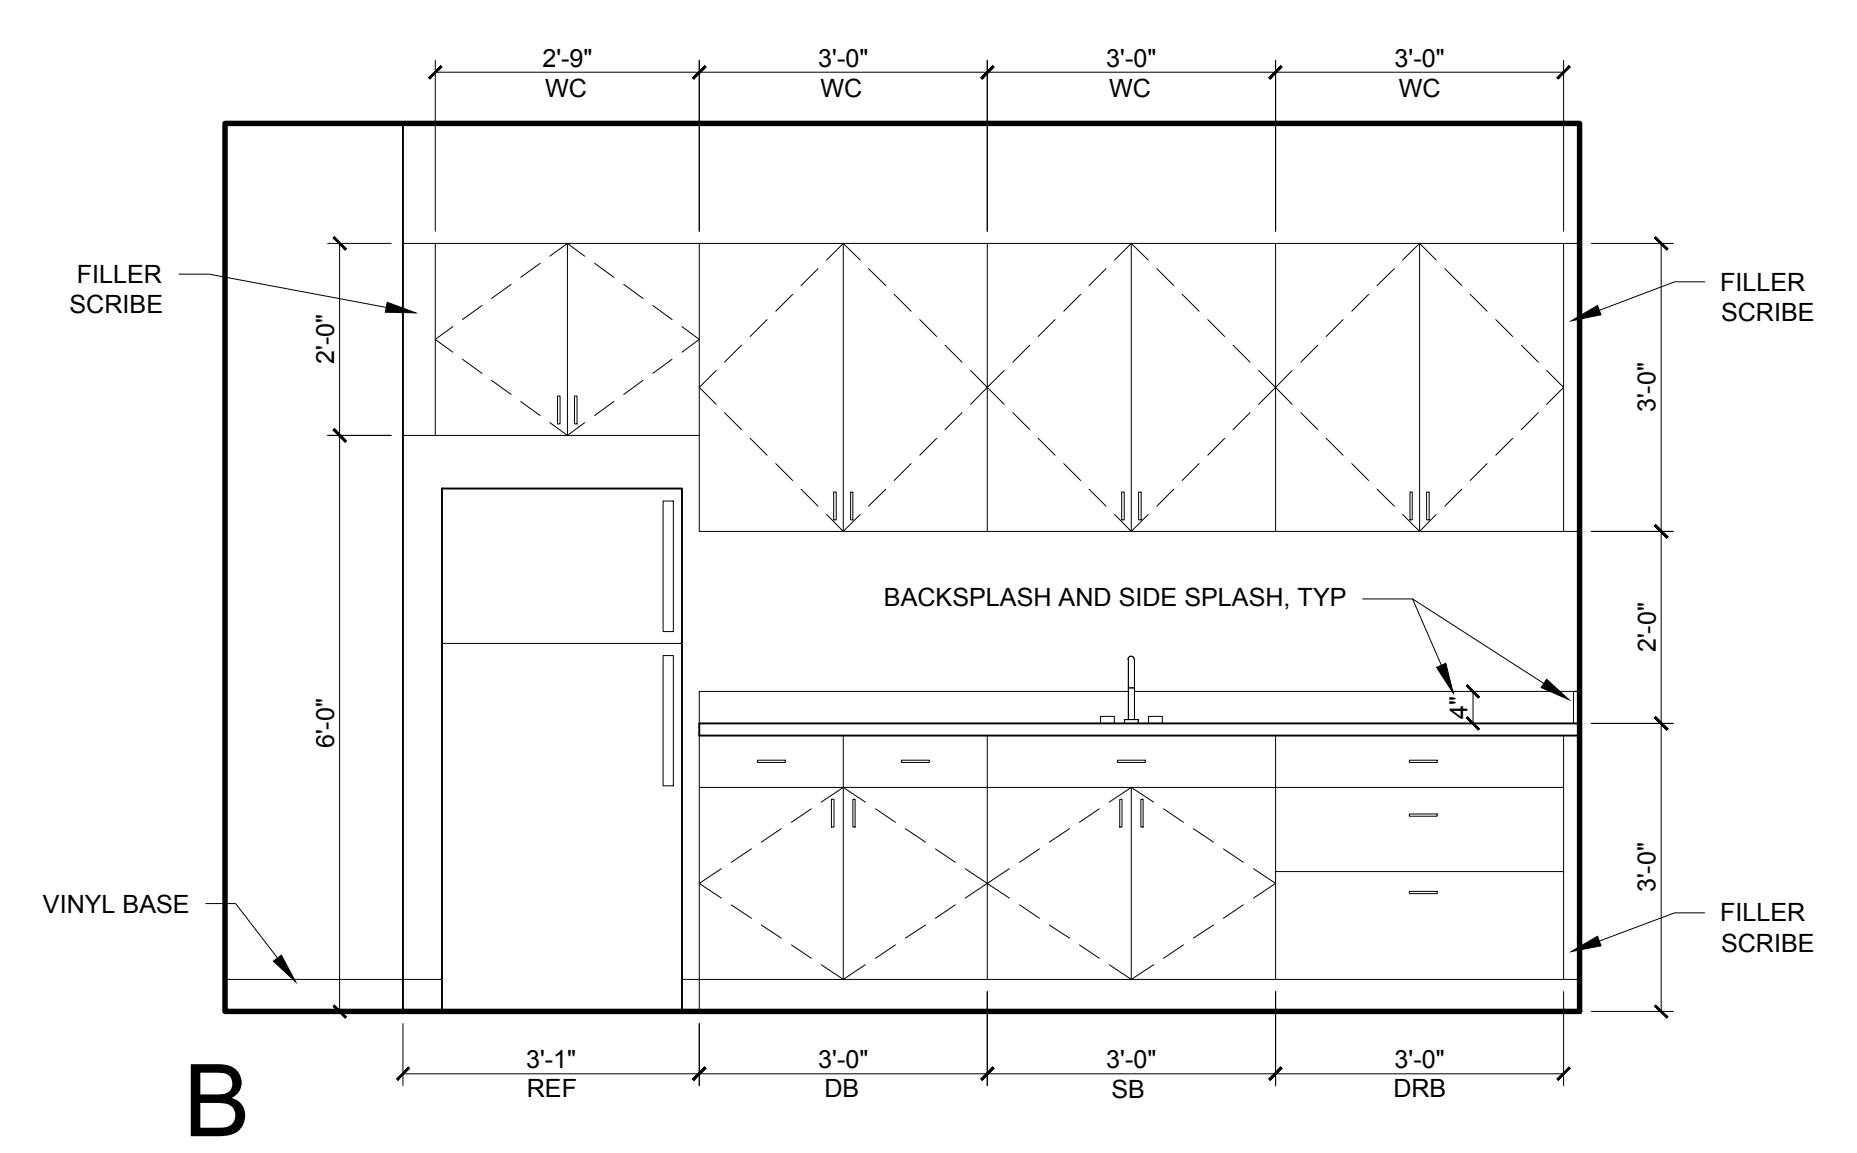 2'-9"
WC
3'-0"
WC
3'-0"
WC
3'-0"
WC
FILLER
SCRIBE
FILLER
SCRIBE
2'-0"
3'-0"
BACKSPLASH AND SIDE SPLASH, TYP
2'-0"
4"
6'-0"
3'-0"
VINYL BASE
FILLER
SCRIBE
3'-1"
REF
3'-0"
DB
3'-0"
SB
3'-0"
DRB
B